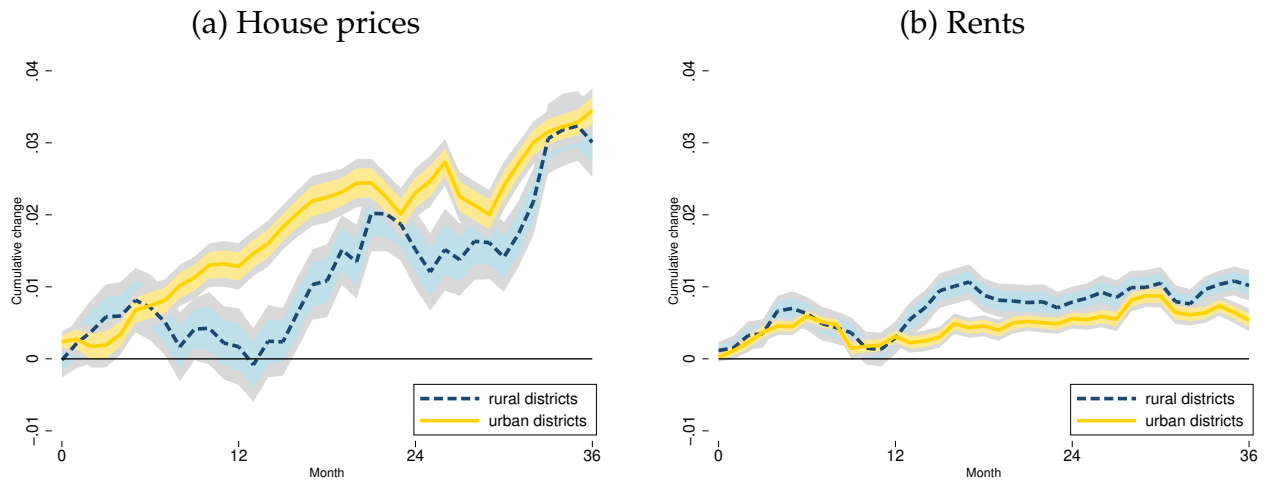 (a) House prices
.04
.03
.02
.01
0
-.01
Cumulative change
0 12 24 36
Month
rural districts
urban districts
(b) Rents
.04
.03
.02
.01
0
-.01
Cumulative change
0 12 24 36
Month
rural districts
urban districts